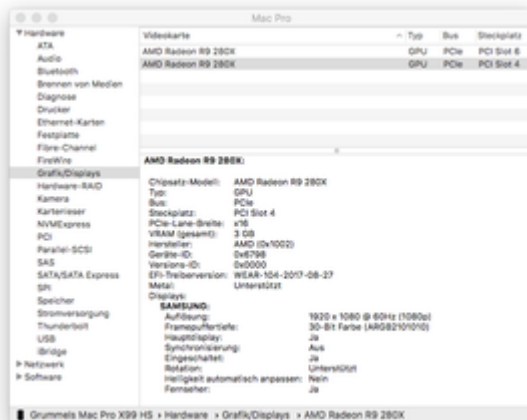 Mac Pro
Hardware
ATA
Audio
Bluetooth
Brennen von Medien
Diagnose
Drucker
Ethernet-Karten
Festplatte
Fibre-Channel
FireWire
Grafik/Displays
Hardware-RAID
Kamera
Kartenleser
NVMExpress
PCI
Parallel-SCSI
SAS
SATA/SATA Express
SPI
Speicher
Stromversorgung
Thunderbolt
USB
iBridge
Netzwerk
Software
Videokarte Typ Bus Steckplatz
AMD Radeon R9 280X GPU PCIe PCI Slot 6
AMD Radeon R9 280X GPU PCIe PCI Slot 4
AMD Radeon R9 280X:
Chipsatz-Modell: AMD Radeon R9 280X
Typ: GPU
Bus: PCIe
Steckplatz: PCI Slot 4
PCIe-Lane-Breite: x16
VRAM (gesamt): 3 GB
Hersteller: AMD (0x1002)
Geräte-ID: 0x6798
Versions-ID: 0x0000
EFI-Treiberversion: WEAR-104-2017-08-27
Metal: Unterstützt
Displays:
SAMSUNG:
Auflösung: 1920 x 1080 @ 60Hz (1080p)
Framepuffertiefe: 30-Bit Farbe (ARGB2101010)
Hauptdisplay: Ja
Synchronisierung: Aus
Eingeschaltet: Ja
Rotation: Unterstützt
Helligkeit automatisch anpassen: Nein
Fernseher: Ja
Grummels Mac Pro X99 HS › Hardware › Grafik/Displays › AMD Radeon R9 280X